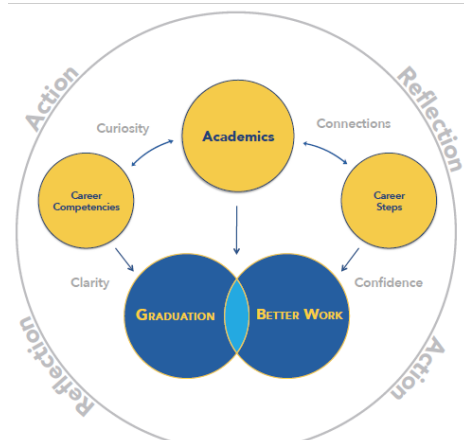 Action
Reflection
Curiosity
Academics
Connections
Career
Competencies
Career
Steps
Clarity
Confidence
GRADUATION
BETTER WORK
Reflection
Action